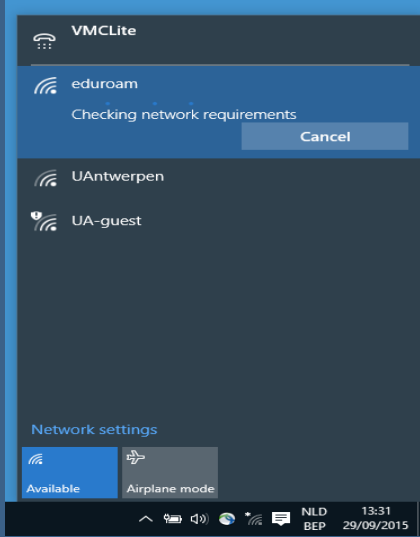 VMCLite
eduroam
Checking network requirements
Cancel
UAntwerpen
UA-guest
Network settings
Available
Airplane mode
NLD
BEP
13:31
29/09/2015